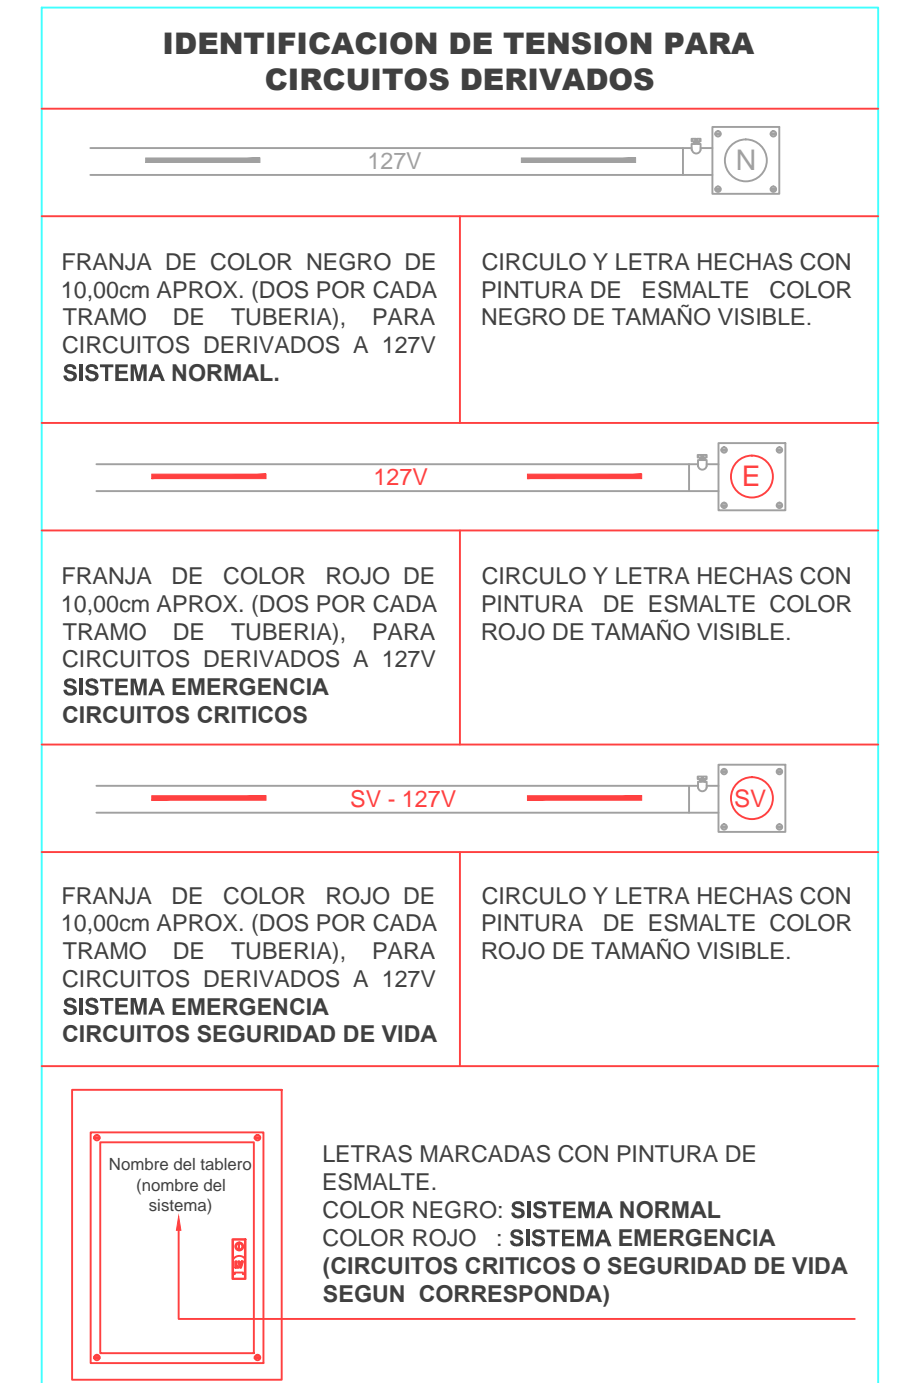 IDENTIFICACION DE TENSION PARA
CIRCUITOS DERIVADOS
127V
N
FRANJA DE COLOR NEGRO DE
10,00cm APROX. (DOS POR CADA
TRAMO DE TUBERIA), PARA
CIRCUITOS DERIVADOS A 127V
SISTEMA NORMAL.
CIRCULO Y LETRA HECHAS CON
PINTURA DE ESMALTE COLOR
NEGRO DE TAMAÑO VISIBLE.
127V
E
FRANJA DE COLOR ROJO DE
10,00cm APROX. (DOS POR CADA
TRAMO DE TUBERIA), PARA
CIRCUITOS DERIVADOS A 127V
SISTEMA EMERGENCIA
CIRCUITOS CRITICOS
CIRCULO Y LETRA HECHAS CON
PINTURA DE ESMALTE COLOR
ROJO DE TAMAÑO VISIBLE.
SV - 127V
SV
FRANJA DE COLOR ROJO DE
10,00cm APROX. (DOS POR CADA
TRAMO DE TUBERIA), PARA
CIRCUITOS DERIVADOS A 127V
SISTEMA EMERGENCIA
CIRCUITOS SEGURIDAD DE VIDA
CIRCULO Y LETRA HECHAS CON
PINTURA DE ESMALTE COLOR
ROJO DE TAMAÑO VISIBLE.
Nombre del tablero
(nombre del
sistema)
LETRAS MARCADAS CON PINTURA DE
ESMALTE.
COLOR NEGRO: SISTEMA NORMAL
COLOR ROJO : SISTEMA EMERGENCIA
(CIRCUITOS CRITICOS O SEGURIDAD DE VIDA
SEGUN CORRESPONDA)